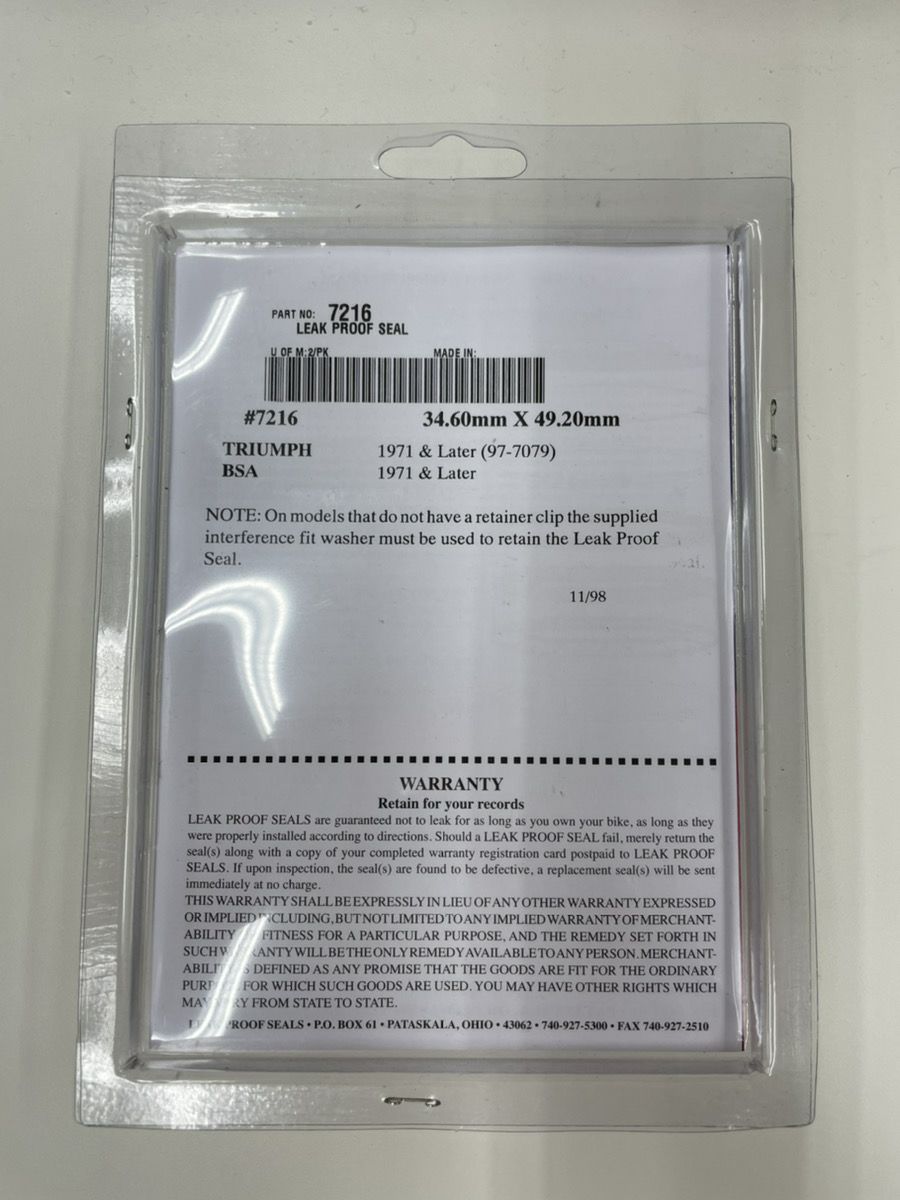 PART NO: 7216
LEAK PROOF SEAL
U OF M: 2/PK MADE IN:
#7216 34.60mm X 49.20mm
TRIUMPH 1971 & Later (97-7079)
BSA 1971 & Later
NOTE: On models that do not have a retainer clip the supplied
interference fit washer must be used to retain the Leak Proof
Seal.
11/98
WARRANTY
Retain for your records
LEAK PROOF SEALS are guaranteed not to leak for as long as you own your bike, as long as they
were properly installed according to directions. Should a LEAK PROOF SEAL fail, merely return the
seal(s) along with a copy of your completed warranty registration card postpaid to LEAK PROOF
SEALS. If upon inspection, the seal(s) are found to be defective, a replacement seal(s) will be sent
immediately at no charge.
THIS WARRANTY SHALL BE EXPRESSLY IN LIEU OF ANY OTHER WARRANTY EXPRESSED
OR IMPLIED INCLUDING, BUT NOT LIMITED TO ANY IMPLIED WARRANTY OF MERCHANT-
ABILITY FITNESS FOR A PARTICULAR PURPOSE, AND THE REMEDY SET FORTH IN
SUCH WARRANTY WILL BE THE ONLY REMEDY AVAILABLE TO ANY PERSON. MERCHANT-
ABILITY IS DEFINED AS ANY PROMISE THAT THE GOODS ARE FIT FOR THE ORDINARY
PURPOSE FOR WHICH SUCH GOODS ARE USED. YOU MAY HAVE OTHER RIGHTS WHICH
MAY VARY FROM STATE TO STATE.
LEAK PROOF SEALS • P.O. BOX 61 • PATASKALA, OHIO • 43062 • 740-927-5300 • FAX 740-927-2510